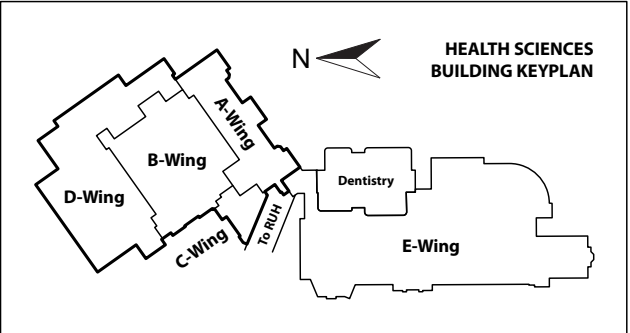 N
HEALTH SCIENCES
BUILDING KEYPLAN
A-Wing
B-Wing
Dentistry
D-Wing
To RUH
C-Wing
E-Wing